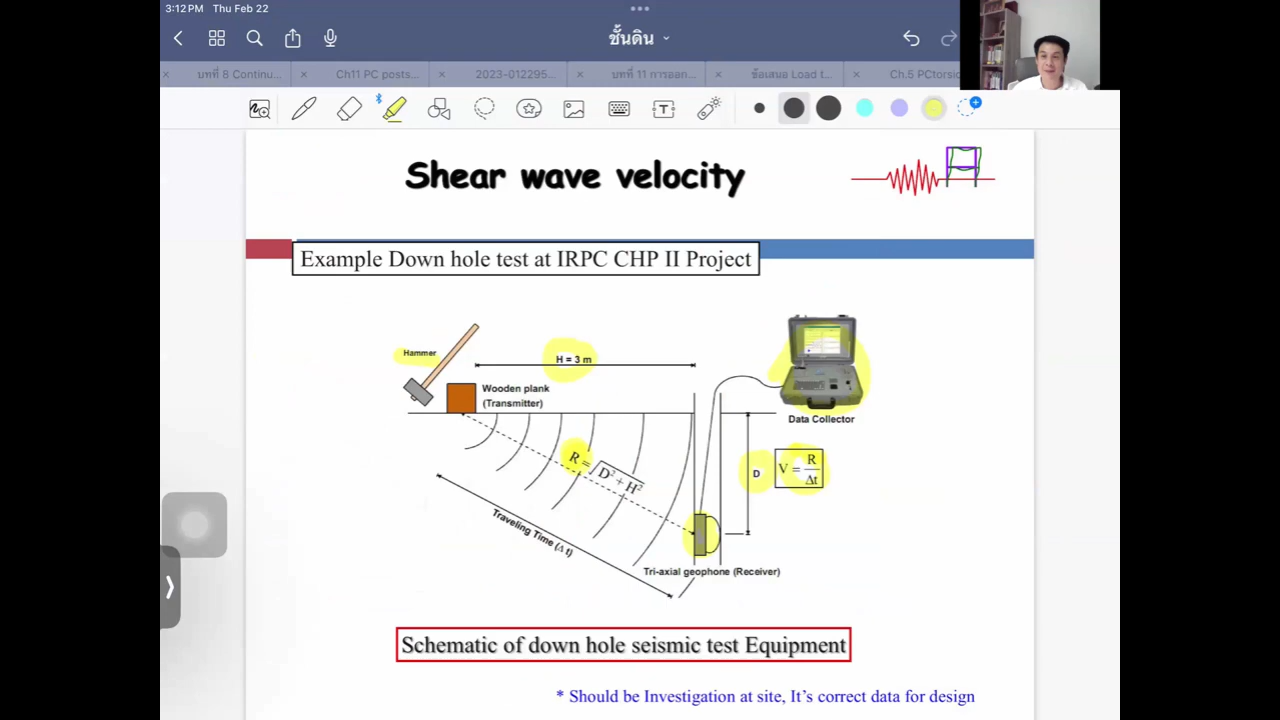 3:12 PM Thu Feb 22
ชั้นดิน
บทที่ 8 Continu...
Ch11 PC posts...
2023-012295...
บทที่ 11 การออก...
ข้อเสนอ Load t...
Ch.5 PCtorsio
Shear wave velocity
Example Down hole test at IRPC CHP II Project
Hammer
H = 3 m
Wooden plank
(Transmitter)
Data Collector
R = √D² + H²
D
V = R/Δt
Traveling Time (Δ t)
Tri-axial geophone (Receiver)
Schematic of down hole seismic test Equipment
* Should be Investigation at site, It's correct data for design